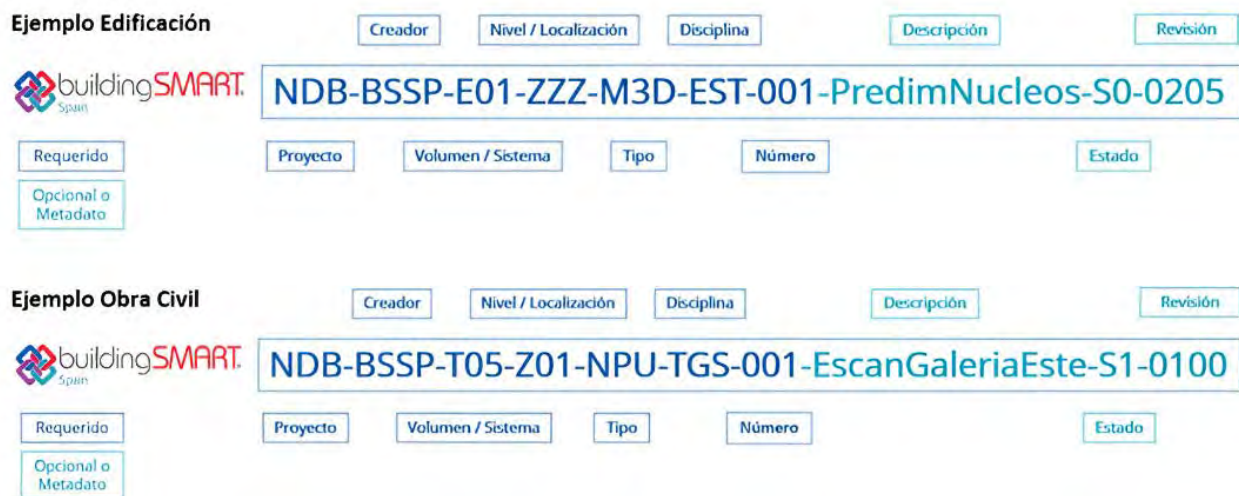 Ejemplo Edificación
Creador Nivel / Localización Disciplina Descripción Revisión
buildingSMART.
Spain
NDB-BSSP-E01-ZZZ-M3D-EST-001-PredimNucleos-S0-0205
Requerido Proyecto Volumen / Sistema Tipo Número Estado
Opcional o
Metadato
Ejemplo Obra Civil
Creador Nivel / Localización Disciplina Descripción Revisión
buildingSMART.
Spain
NDB-BSSP-T05-Z01-NPU-TGS-001-EscanGaleriaEste-S1-0100
Requerido Proyecto Volumen / Sistema Tipo Número Estado
Opcional o
Metadato